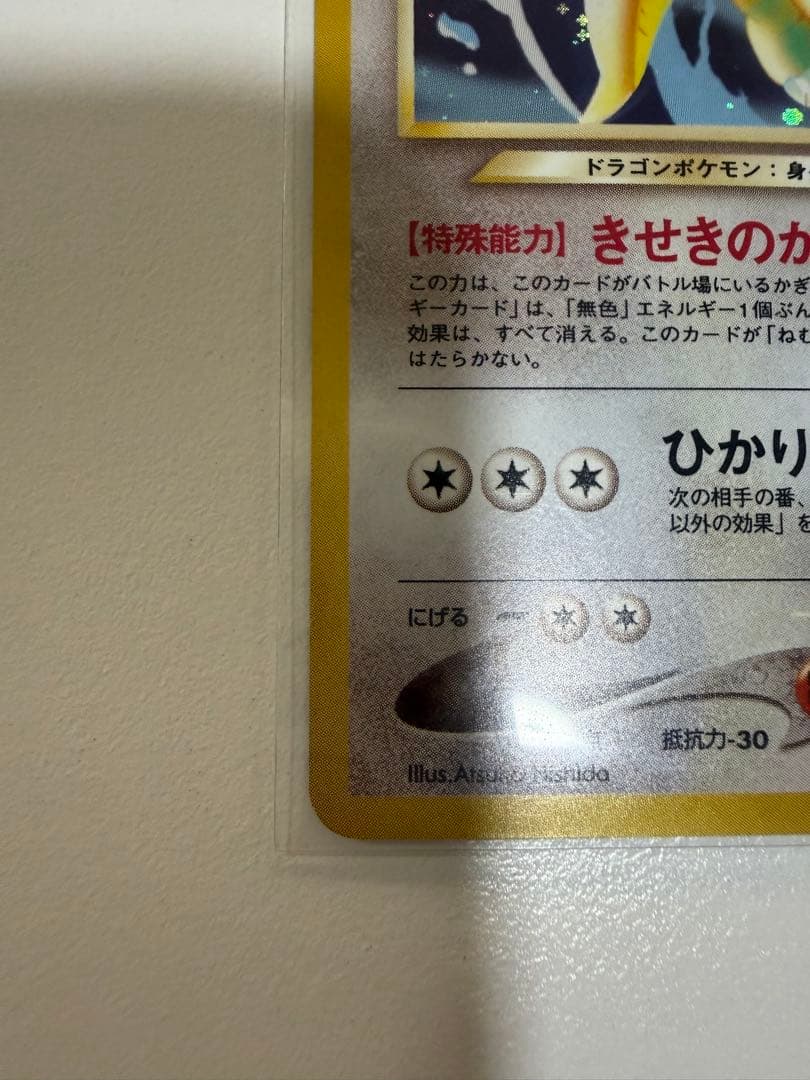 ドラゴンポケモン：身
【特殊能力】 きせきのか
この力は、このカードがバトル場にいるかぎ
ギーカード」は、「無色」エネルギー1個ぶん
効果は、すべて消える。このカードが「ねむ
はたらかない。
ひかり
次の相手の番、
以外の効果」を
にげる
抵抗力-30
Illus.Atsuko Nishida